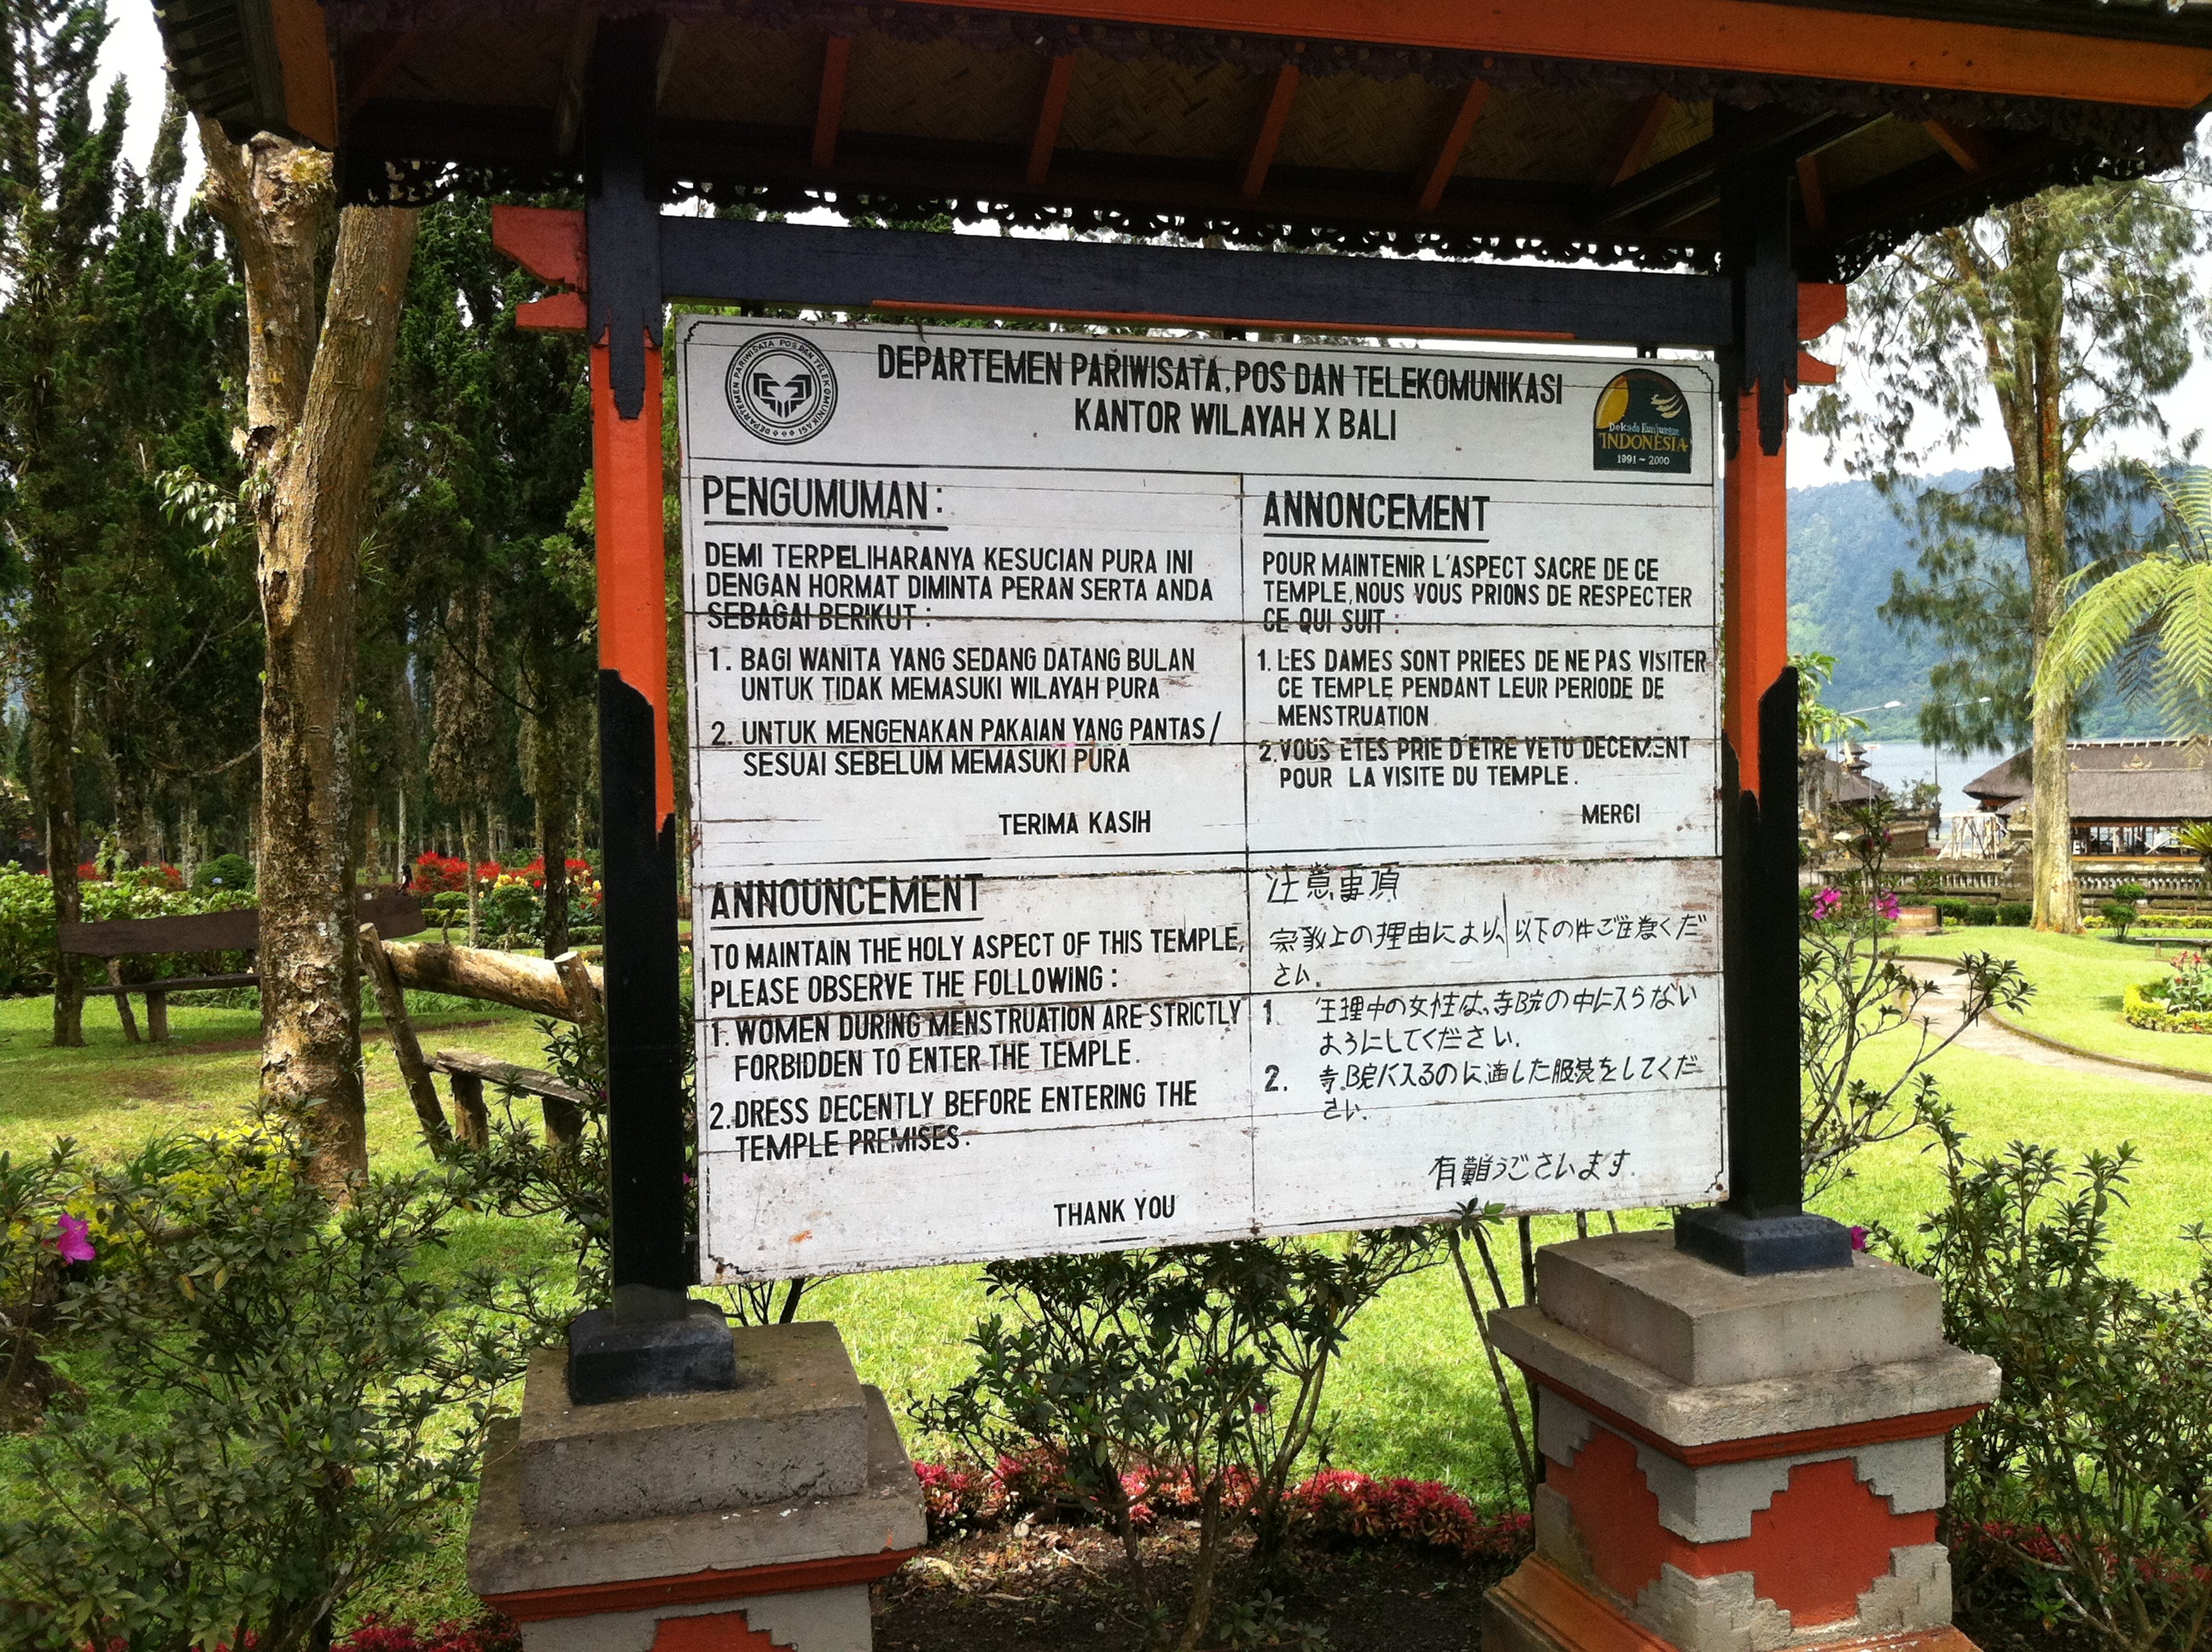 DEPARTEMEN PARIWISATA POS DAN TELEKOMUNIKASI
DEPARTEMEN PARIWISATA, POS DAN TELEKOMUNIKASI
KANTOR WILAYAH X BALI
Dekade Kunjungan
INDONESIA
1991 - 2000
PENGUMUMAN :
DEMI TERPELIHARANYA KESUCIAN PURA INI
DENGAN HORMAT DIMINTA PERAN SERTA ANDA
SEBAGAI BERIKUT :
1. BAGI WANITA YANG SEDANG DATANG BULAN
UNTUK TIDAK MEMASUKI WILAYAH PURA
2. UNTUK MENGENAKAN PAKAIAN YANG PANTAS /
SESUAI SEBELUM MEMASUKI PURA
TERIMA KASIH
ANNONCEMENT
POUR MAINTENIR L'ASPECT SACRE DE CE
TEMPLE, NOUS VOUS PRIONS DE RESPECTER
CE QUI SUIT :
1. LES DAMES SONT PRIEES DE NE PAS VISITER
CE TEMPLE PENDANT LEUR PERIODE DE
MENSTRUATION
2. VOUS ETES PRIE D'ETRE VETU DECEMENT
POUR LA VISITE DU TEMPLE.
MERCI
ANNOUNCEMENT
TO MAINTAIN THE HOLY ASPECT OF THIS TEMPLE,
PLEASE OBSERVE THE FOLLOWING :
1. WOMEN DURING MENSTRUATION ARE STRICTLY
FORBIDDEN TO ENTER THE TEMPLE.
2. DRESS DECENTLY BEFORE ENTERING THE
TEMPLE PREMISES.
THANK YOU
注意事項
宗教上の理由により 以下の件ご注意くだ
さい.
1. 生理中の女性は、寺院の中に入らない
ようにしてください.
2. 寺院に入るのに適した服装をしてくだ
さい.
有難うございます.